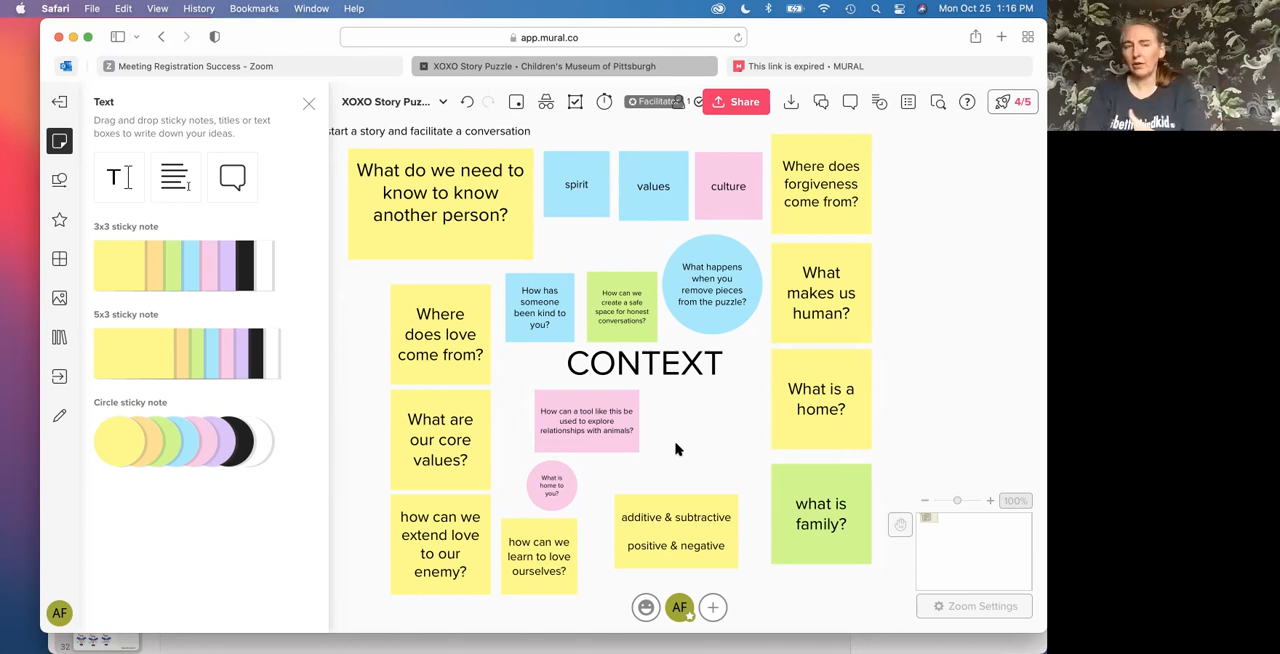 Safari File Edit View History Bookmarks Window Help
Mon Oct 25 1:16 PM
app.mural.co
Meeting Registration Success - Zoom
XOXO Story Puzzle • Children's Museum of Pittsburgh
This link is expired • MURAL
Text
XOXO Story Puz...
Facilitator
1
Share
4/5
Drag and drop sticky notes, titles or text
boxes to write down your ideas.
T
3x3 sticky note
5x3 sticky note
Circle sticky note
AF
start a story and facilitate a conversation
What do we need to
know to know
another person?
spirit
values
culture
Where does
forgiveness
come from?
Where
does love
come from?
How has
someone
been kind to
you?
How can we
create a safe
space for honest
conversations?
What happens
when you
remove pieces
from the puzzle?
What
makes us
human?
CONTEXT
What are
our core
values?
How can a tool like this be
used to explore
relationships with animals?
What is a
home?
What is
home to
you?
how can we
extend love
to our
enemy?
how can we
learn to love
ourselves?
additive & subtractive
positive & negative
what is
family?
100%
AF
Zoom Settings
32